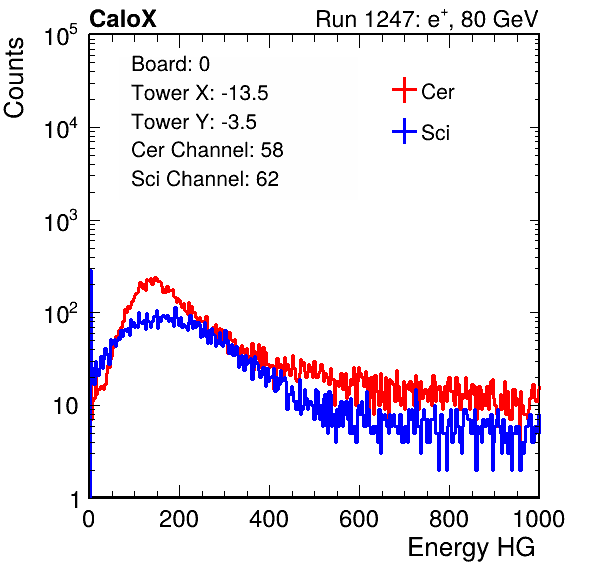 CaloX Run 1247: e⁺, 80 GeV
Counts
Board: 0
Tower X: -13.5
Tower Y: -3.5
Cer Channel: 58
Sci Channel: 62
Cer
Sci
10⁵
10⁴
10³
10²
10
1
0 200 400 600 800 1000
Energy HG